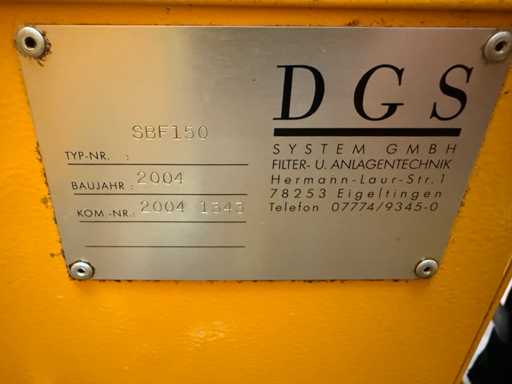 SBF150
TYP-NR. :
BAUJAHR : 2004
KOM.-NR.: 2004 1343
DGS
SYSTEM GMBH
FILTER- U. ANLAGENTECHNIK
Hermann-Laur-Str. 1
78253 Eigeltingen
Telefon 07774/9345-0